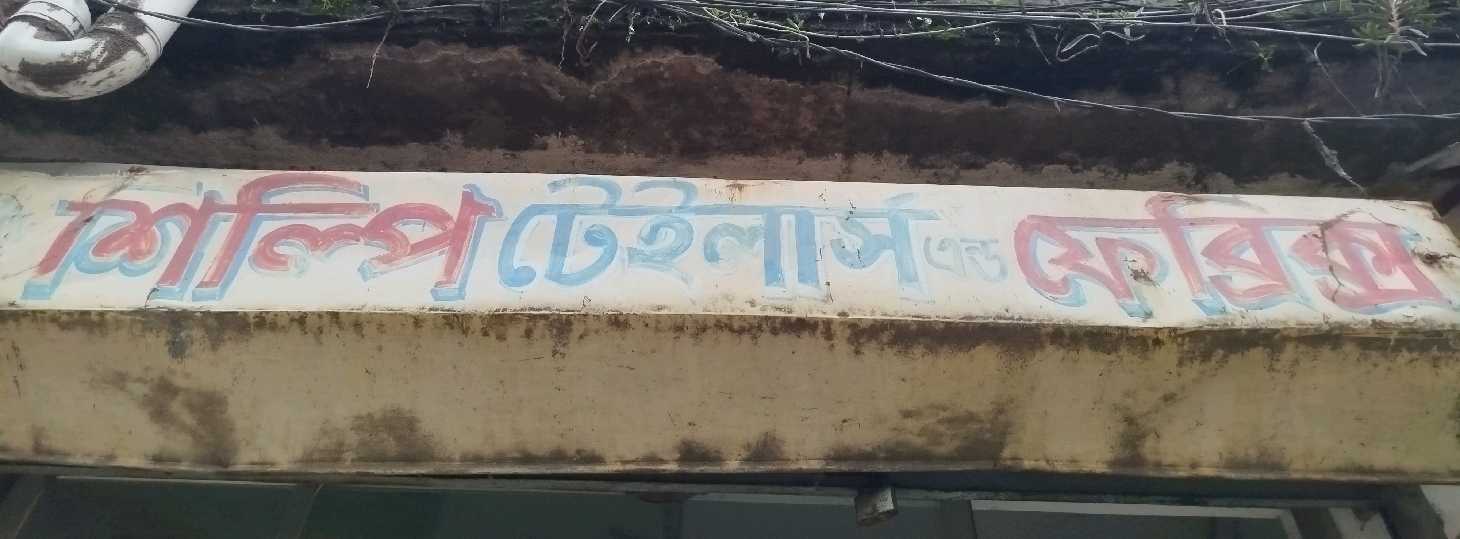 শিল্পি টেইলার্স এন্ড ফেব্রিক্স